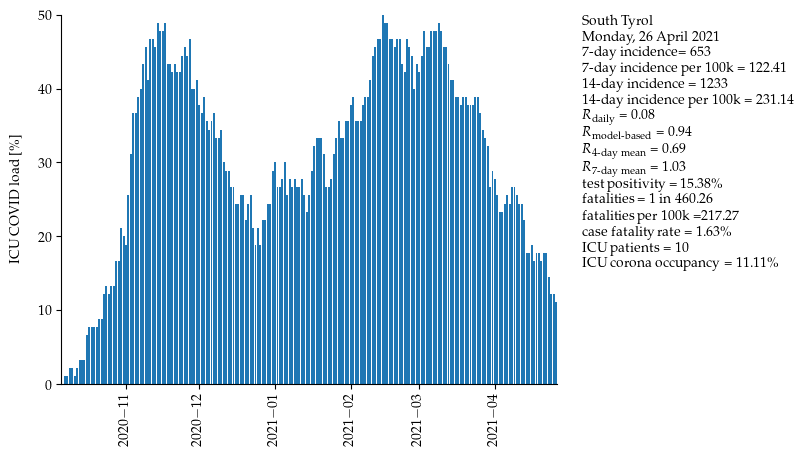 50
40
30
20
10
0
ICU COVID load [%]
2020−11
2020−12
2021−01
2021−02
2021−03
2021−04
South Tyrol
Monday, 26 April 2021
7-day incidence= 653
7-day incidence per 100k = 122.41
14-day incidence = 1233
14-day incidence per 100k = 231.14
R_daily = 0.08
R_model-based = 0.94
R_4-day mean = 0.69
R_7-day mean = 1.03
test positivity = 15.38%
fatalities = 1 in 460.26
fatalities per 100k =217.27
case fatality rate = 1.63%
ICU patients = 10
ICU corona occupancy = 11.11%